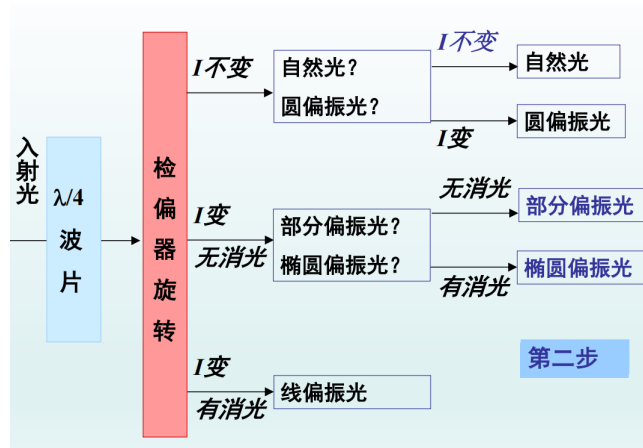 入射光
λ/4
波
片
检偏器旋转
I不变
自然光？
圆偏振光？
I不变
自然光
I变
圆偏振光
I变
无消光
部分偏振光？
椭圆偏振光？
无消光
部分偏振光
有消光
椭圆偏振光
I变
有消光
线偏振光
第二步